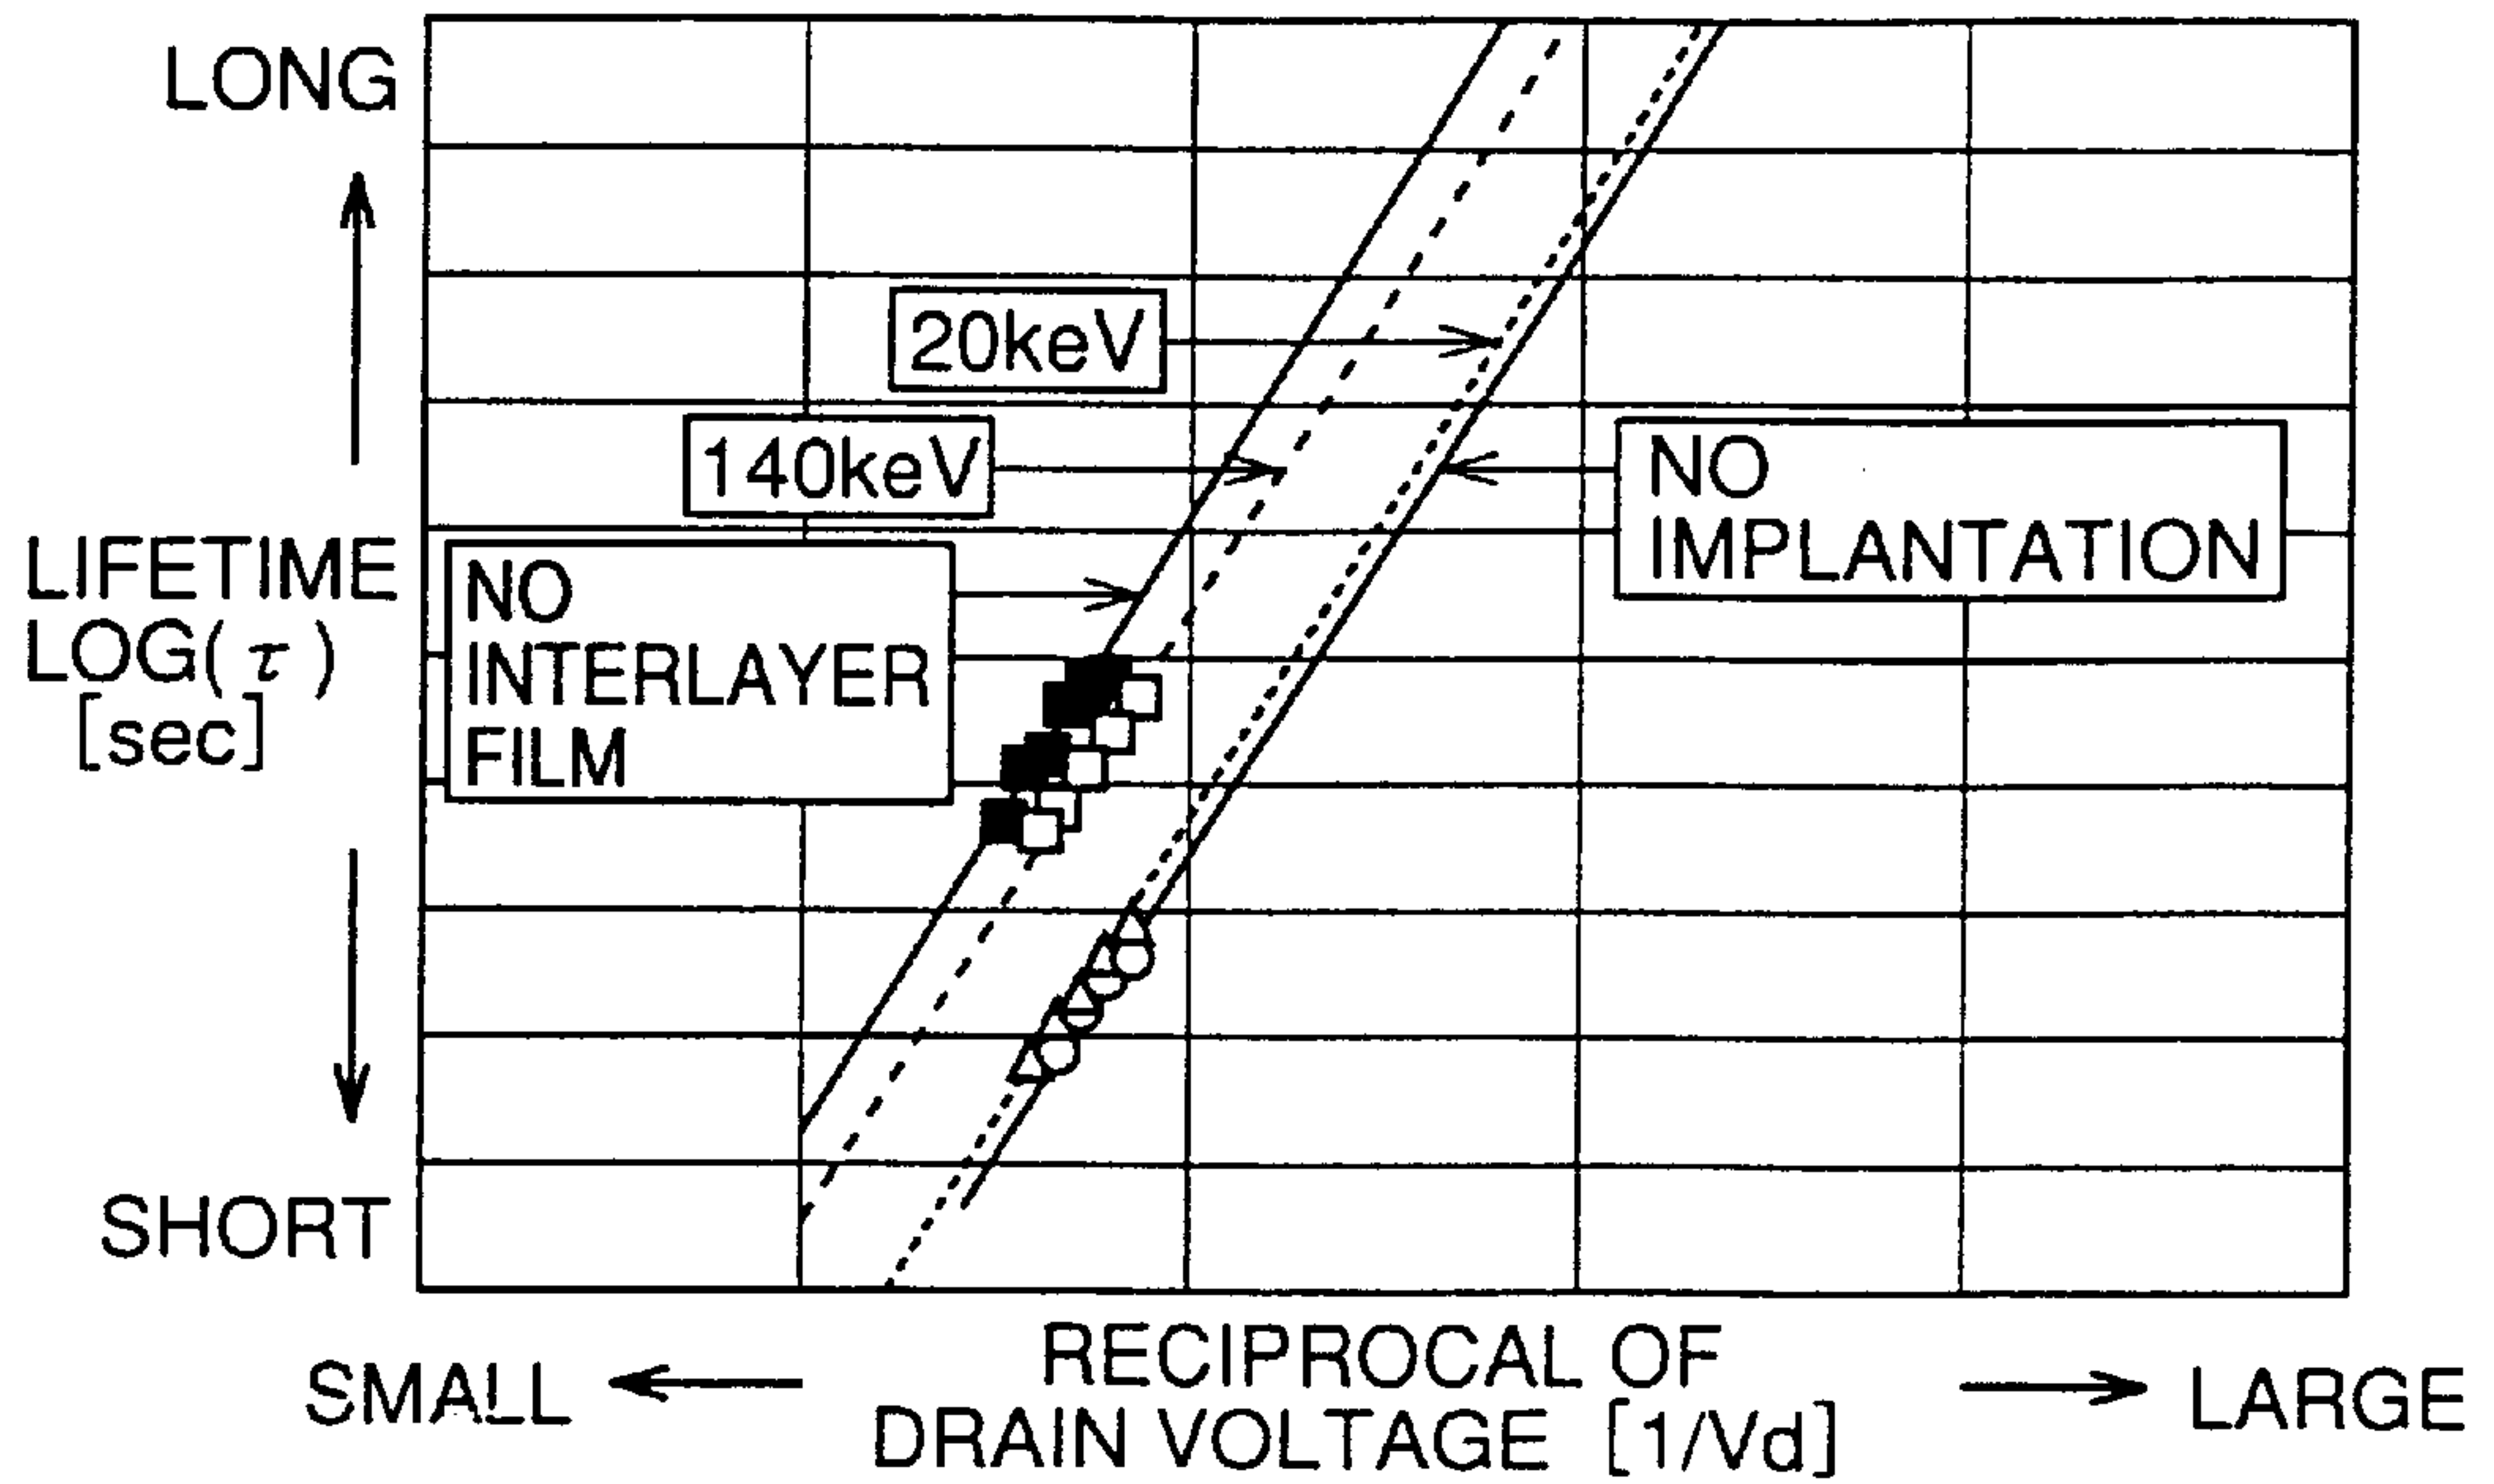 LONG
20keV
140keV
NO
IMPLANTATION
LIFETIME
LOG(τ)
[sec]
NO
INTERLAYER
FILM
SHORT
SMALL
RECIPROCAL OF
DRAIN VOLTAGE [1/Vd]
LARGE